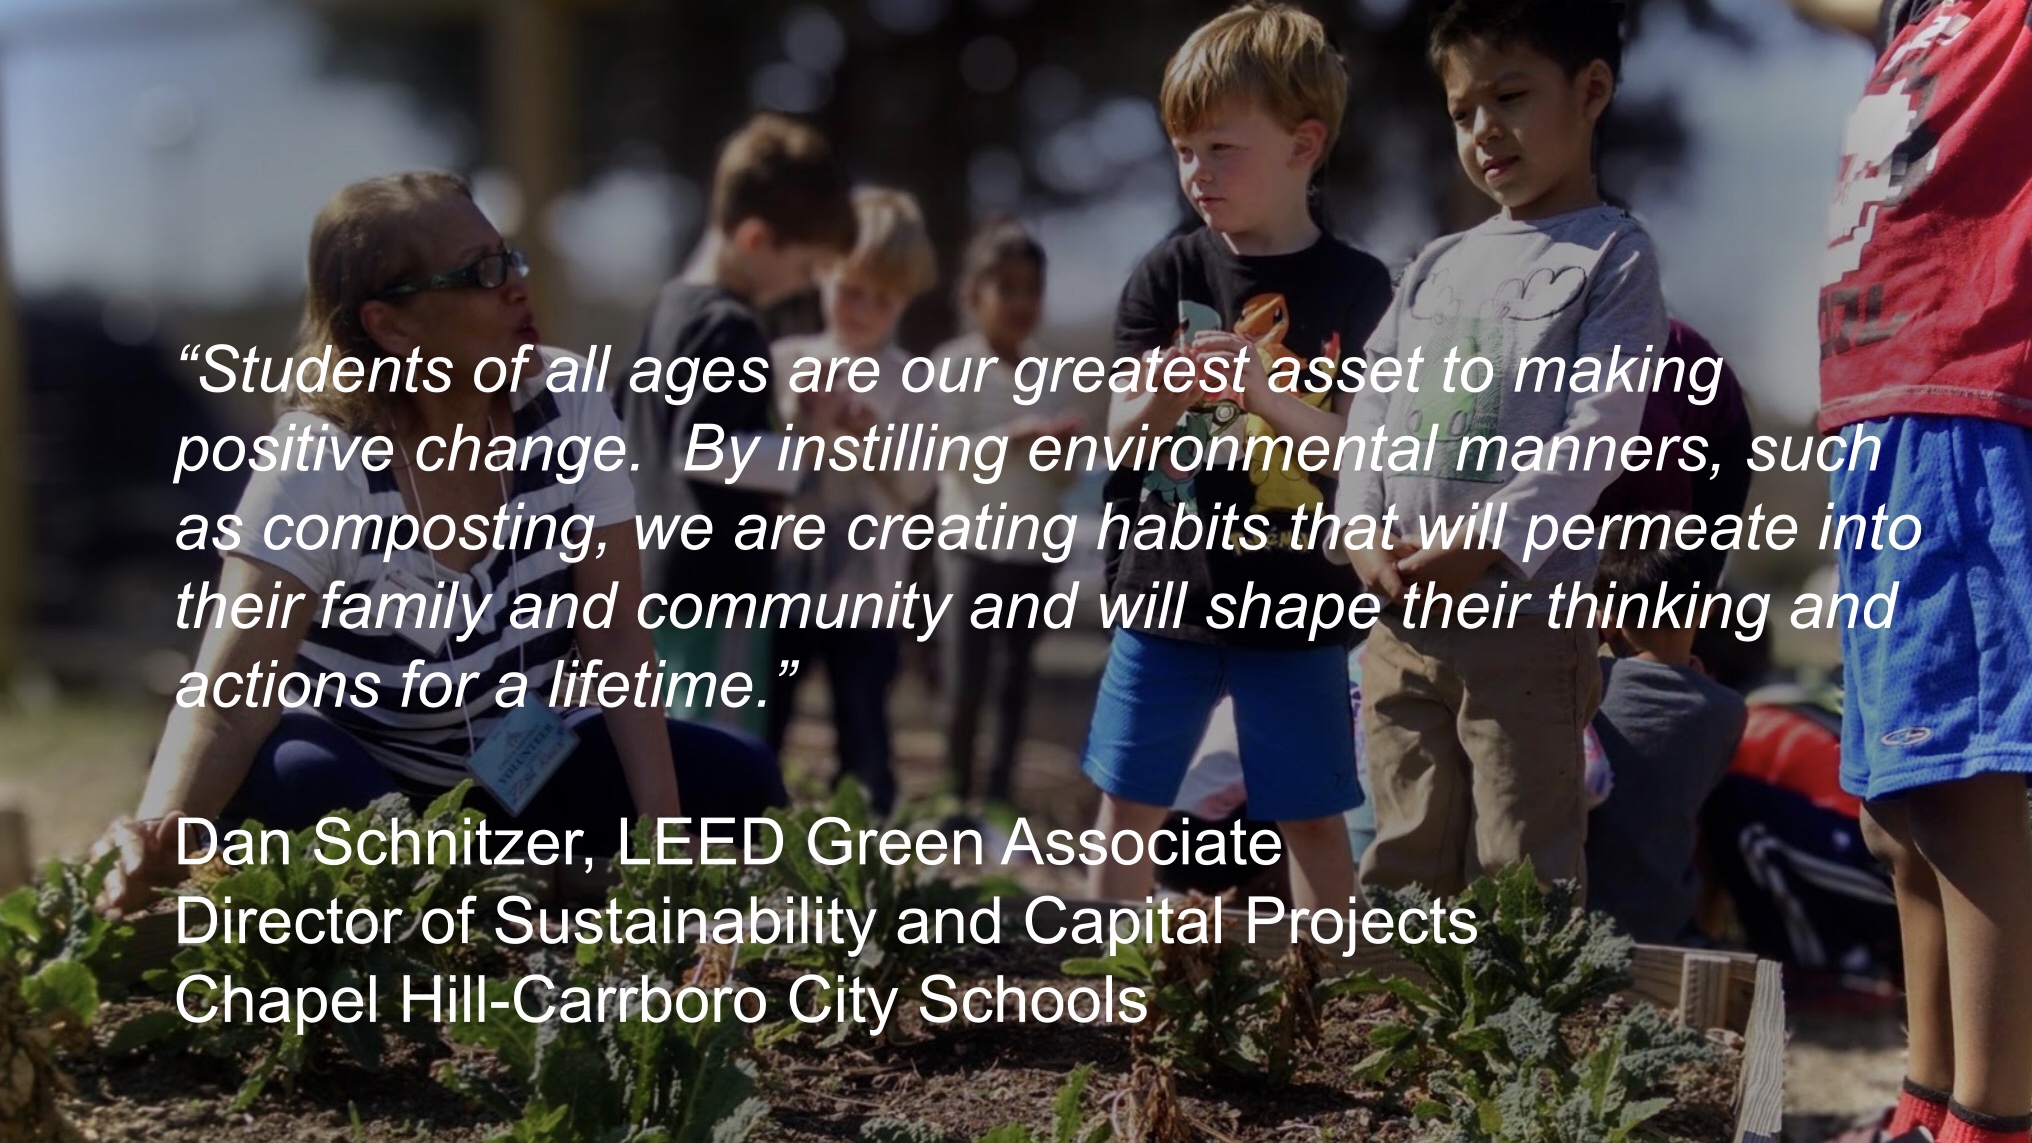 “Students of all ages are our greatest asset to making
positive change.  By instilling environmental manners, such
as composting, we are creating habits that will permeate into
their family and community and will shape their thinking and
actions for a lifetime.”
VOLUNTEER
Dan Schnitzer, LEED Green Associate
Director of Sustainability and Capital Projects
Chapel Hill-Carrboro City Schools